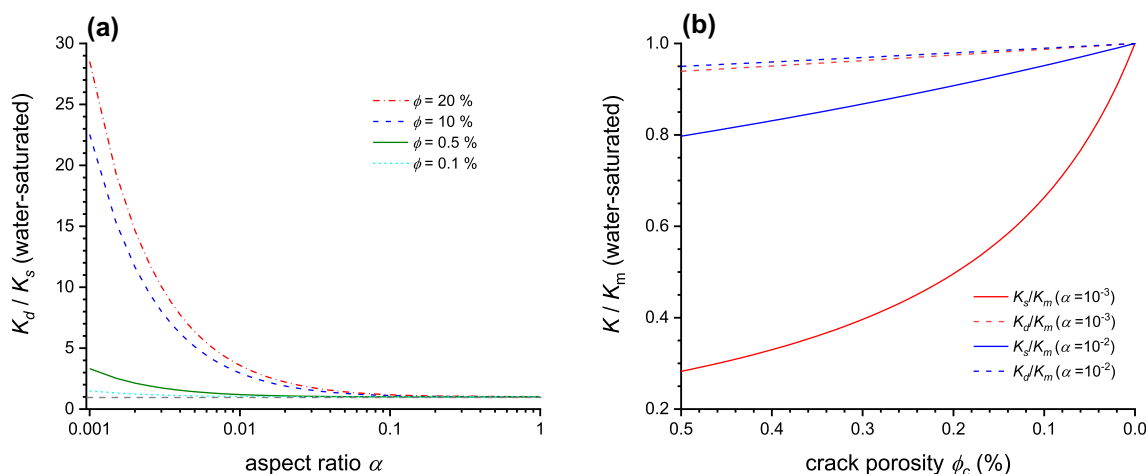 (a)
30
25
20
15
10
5
0
K_d / K_s (water-saturated)
0.001
0.01
0.1
1
aspect ratio α
ϕ = 20 %
ϕ = 10 %
ϕ = 0.5 %
ϕ = 0.1 %
(b)
1.0
0.8
0.6
0.4
0.2
K / K_m (water-saturated)
0.5
0.4
0.3
0.2
0.1
0.0
crack porosity ϕ_c (%)
K_s/K_m (α =10⁻³)
K_d/K_m (α =10⁻³)
K_s/K_m (α =10⁻²)
K_d/K_m (α =10⁻²)